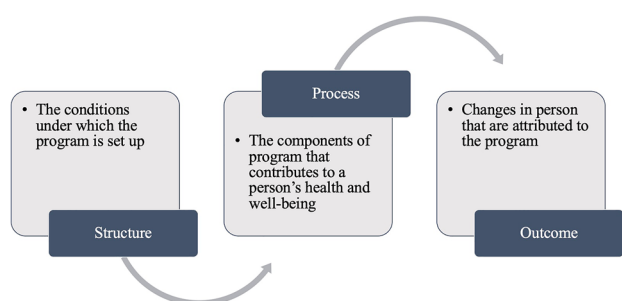 • The conditions
under which the
program is set up
Structure
Process
• The components of
program that
contributes to a
person's health and
well-being
• Changes in person
that are attributed to
the program
Outcome